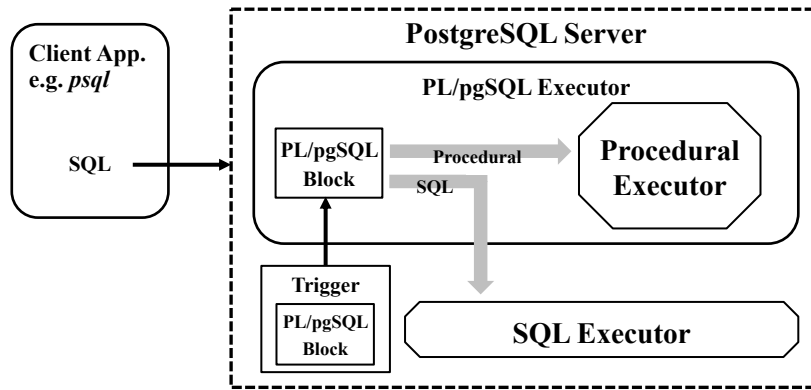 Client App.
e.g. psql
SQL
PostgreSQL Server
PL/pgSQL Executor
PL/pgSQL
Block
Procedural
SQL
Procedural
Executor
Trigger
PL/pgSQL
Block
SQL Executor